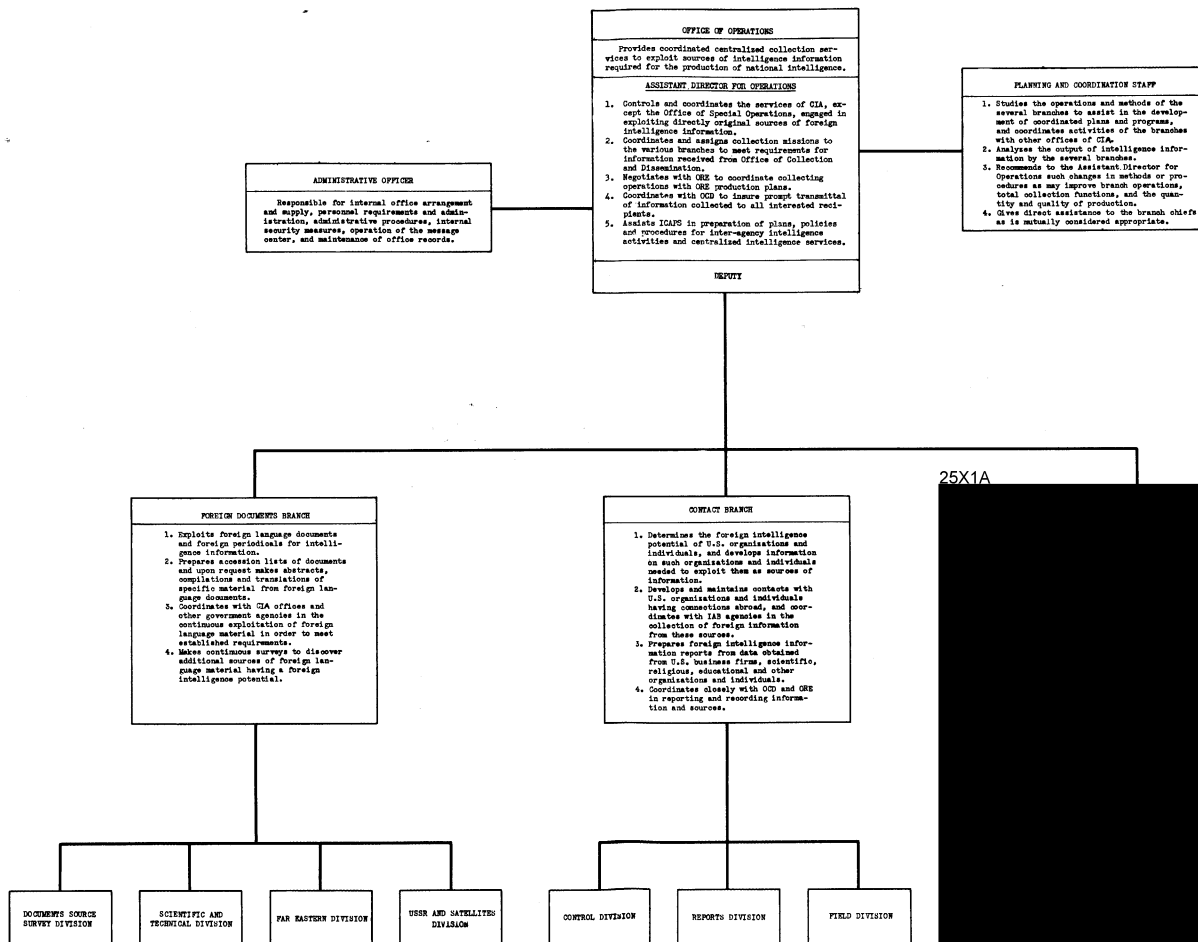 OFFICE OF OPERATIONS
Provides coordinated centralized collection ser-
vices to exploit sources of intelligence information
required for the production of national intelligence.
ASSISTANT DIRECTOR FOR OPERATIONS
1. Controls and coordinates the services of CIA, ex-
cept the Office of Special Operations, engaged in
exploiting directly original sources of foreign
intelligence information.
2. Coordinates and assigns collection missions to
the various branches to meet requirements for
information received from Office of Collection
and Dissemination.
3. Negotiates with ORE to coordinate collecting
operations with ORE production plans.
4. Coordinates with OCD to insure prompt transmittal
of information collected to all interested reci-
pients.
5. Assists ICAPS in preparation of plans, policies
and procedures for inter-agency intelligence
activities and centralized intelligence services.
DEPUTY
PLANNING AND COORDINATION STAFF
1. Studies the operations and methods of the
several branches to assist in the develop-
ment of coordinated plans and programs,
and coordinates activities of the branches
with other offices of CIA.
2. Analyzes the output of intelligence infor-
mation by the several branches.
3. Recommends to the Assistant Director for
Operations such changes in methods or pro-
cedures as may improve branch operations,
total collection functions, and the quan-
tity and quality of production.
4. Gives direct assistance to the branch chiefs
as is mutually considered appropriate.
ADMINISTRATIVE OFFICER
Responsible for internal office arrangement
and supply, personnel requirements and admin-
istration, administrative procedures, internal
security measures, operation of the message
center, and maintenance of office records.
25X1A
FOREIGN DOCUMENTS BRANCH
1. Exploits foreign language documents
and foreign periodicals for intelli-
gence information.
2. Prepares accession lists of documents
and upon request makes abstracts,
compilations and translations of
specific material from foreign lan-
guage documents.
3. Coordinates with CIA offices and
other government agencies in the
continuous exploitation of foreign
language material in order to meet
established requirements.
4. Makes continuous surveys to discover
additional sources of foreign lan-
guage material having a foreign
intelligence potential.
CONTACT BRANCH
1. Determines the foreign intelligence
potential of U.S. organizations and
individuals, and develops information
on such organizations and individuals
needed to exploit them as sources of
information.
2. Develops and maintains contacts with
U.S. organizations and individuals
having connections abroad, and coor-
dinates with IAB agencies in the
collection of foreign information
from these sources.
3. Prepares foreign intelligence infor-
mation reports from data obtained
from U.S. business firms, scientific,
religious, educational and other
organizations and individuals.
4. Coordinates closely with OCD and ORE
in reporting and recording informa-
tion and sources.
DOCUMENTS SOURCE
SURVEY DIVISION
SCIENTIFIC AND
TECHNICAL DIVISION
FAR EASTERN DIVISION
USSR AND SATELLITES
DIVISION
CONTROL DIVISION
REPORTS DIVISION
FIELD DIVISION